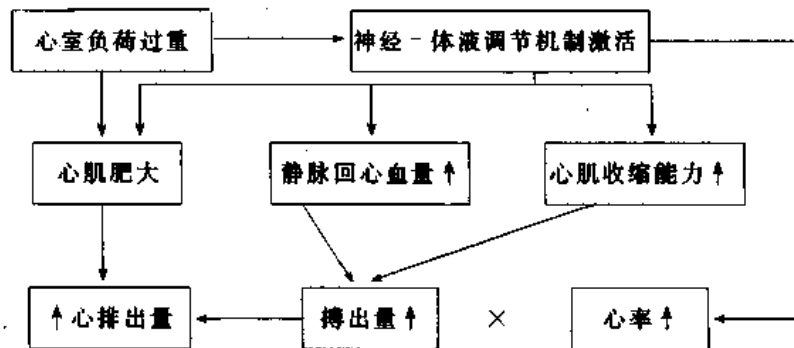 心室负荷过重 神经-体液调节机制激活
心肌肥大 静脉回心血量↑ 心肌收缩能力↑
↑心排出量 搏出量↑ × 心率↑